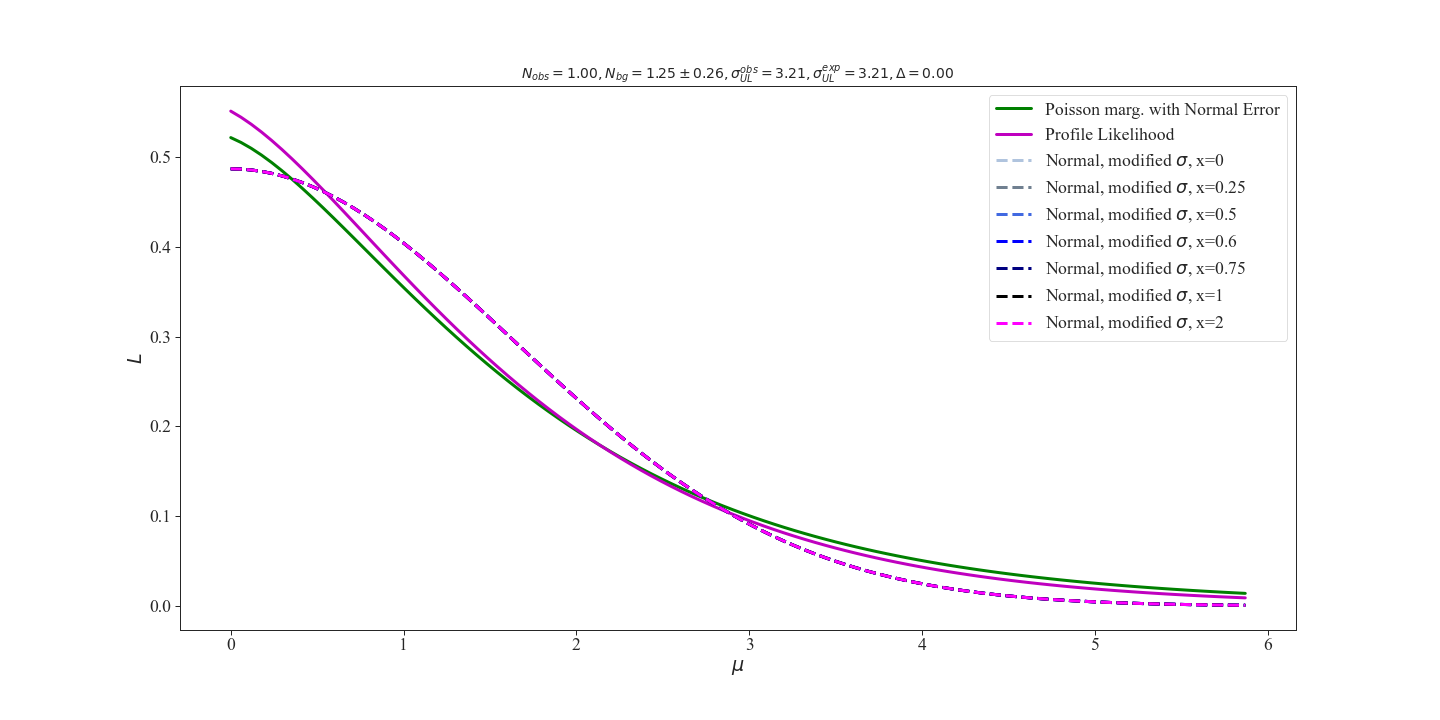 N_obs = 1.00, N_bg = 1.25 ± 0.26, σ_UL^obs = 3.21, σ_UL^exp = 3.21, Δ = 0.00
Poisson marg. with Normal Error
Profile Likelihood
Normal, modified σ, x=0
Normal, modified σ, x=0.25
Normal, modified σ, x=0.5
Normal, modified σ, x=0.6
Normal, modified σ, x=0.75
Normal, modified σ, x=1
Normal, modified σ, x=2
0.5
0.4
0.3
0.2
0.1
0.0
L
0 1 2 3 4 5 6
μ